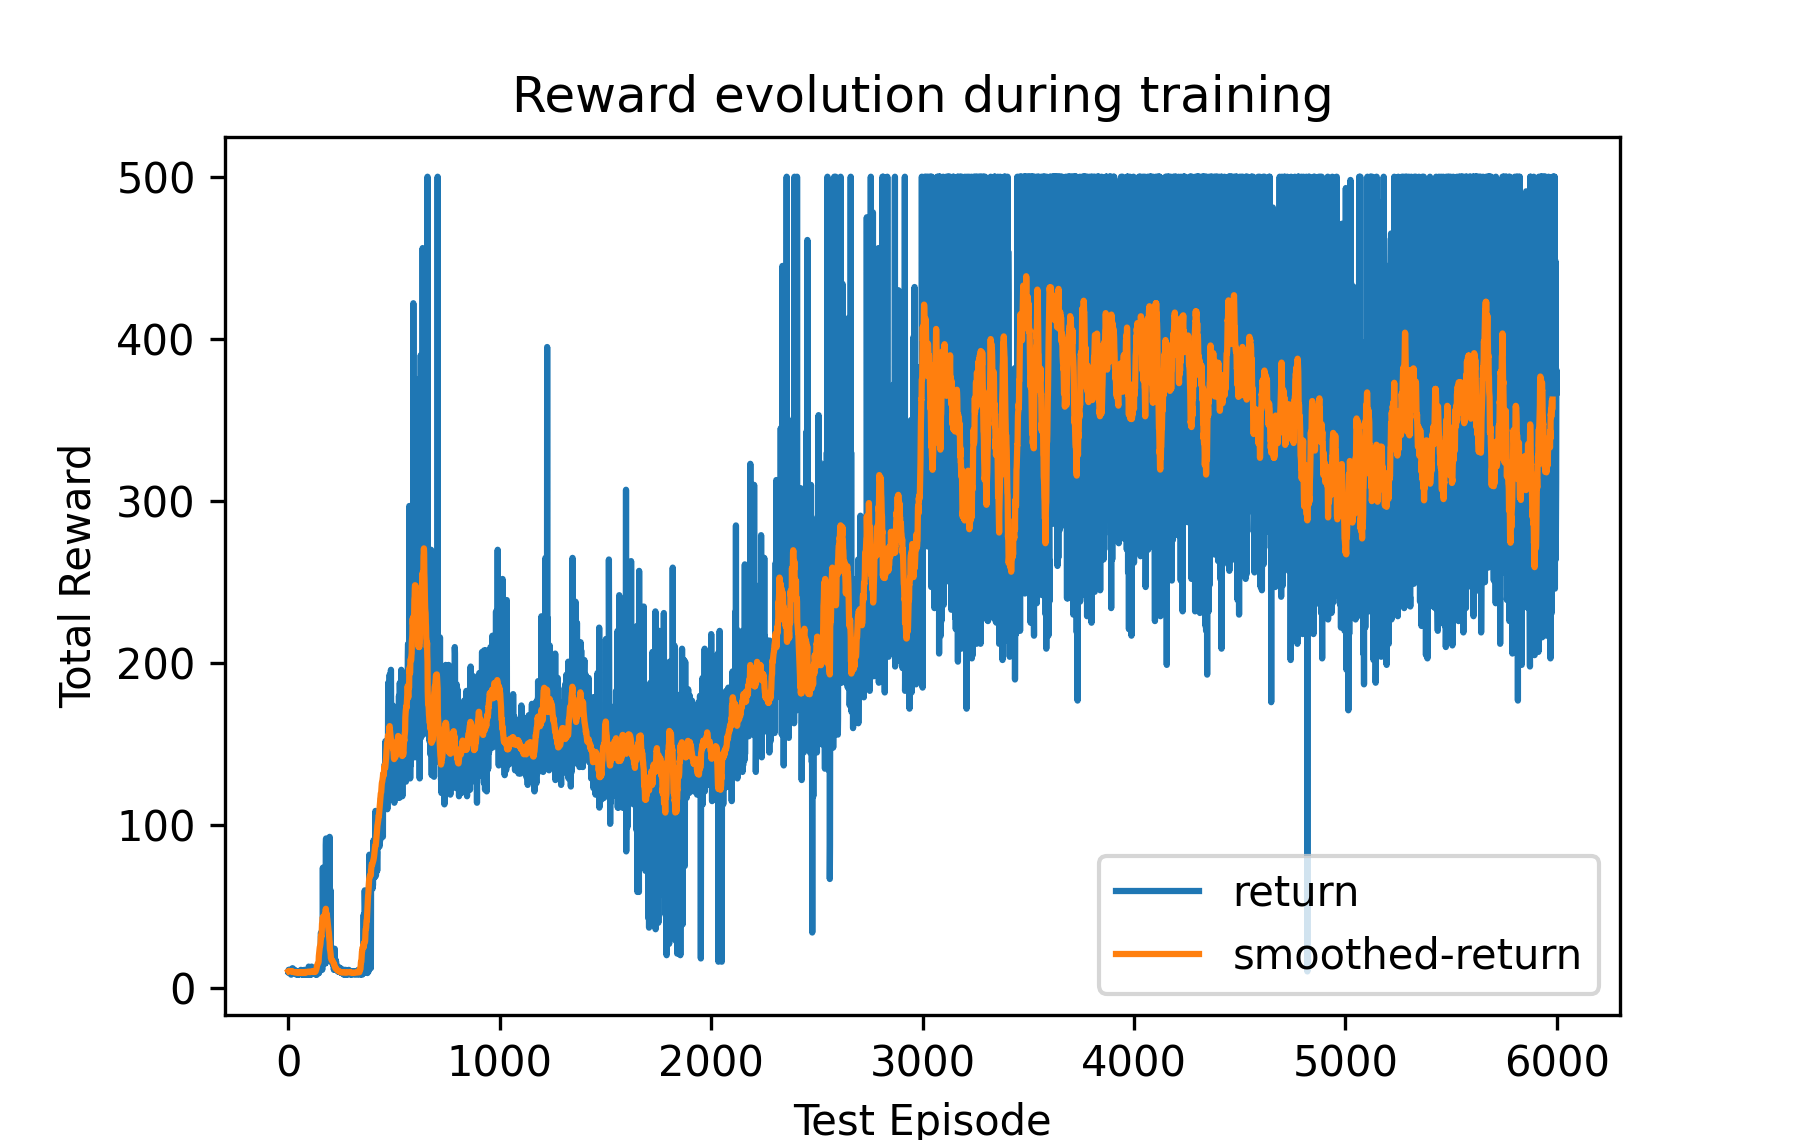 Reward evolution during training
Total Reward
500
400
300
200
100
0
return
smoothed-return
0 1000 2000 3000 4000 5000 6000
Test Episode